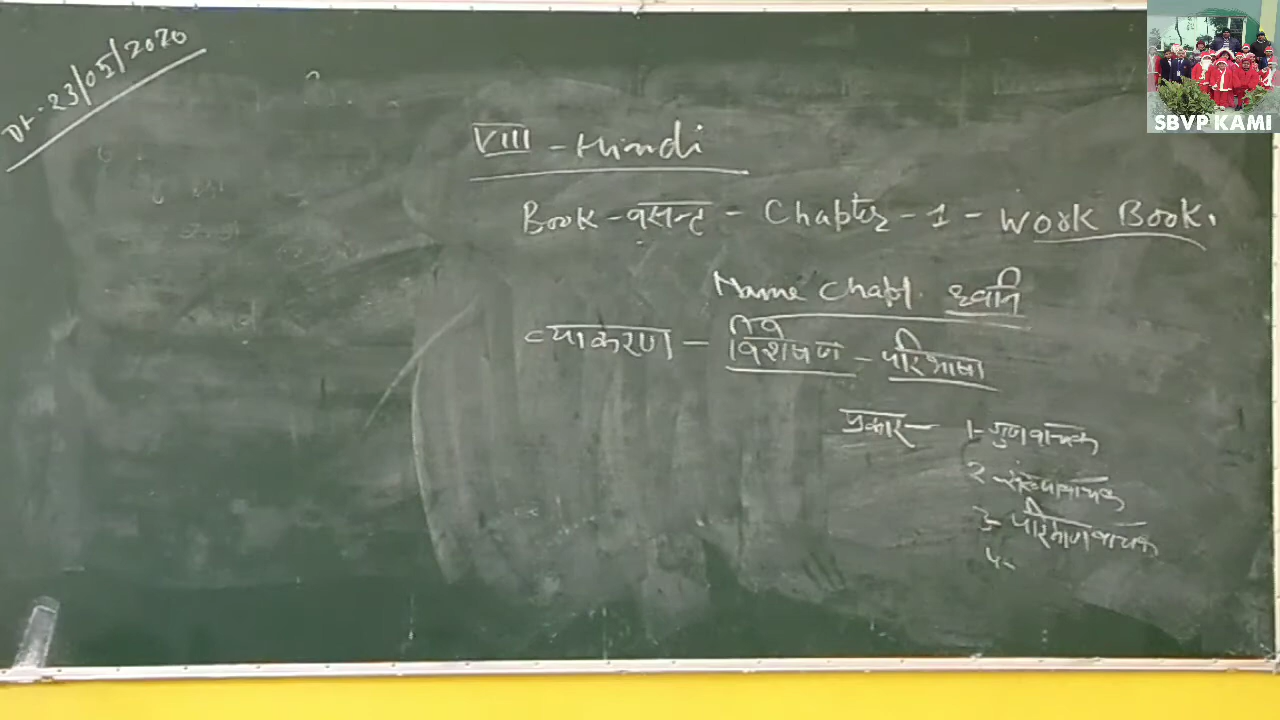 Dt. 23/05/2020
SBVP KAMI
VIII - Hindi
Book - वसन्त - Chapter - 1 - Work Book.
Name Chapt. ध्वनि
व्याकरण - विशेषण - परिभाषा
प्रकार - 1- गुणवाचक
2 संख्यावाचक
3- परिमाणवाचक
4-